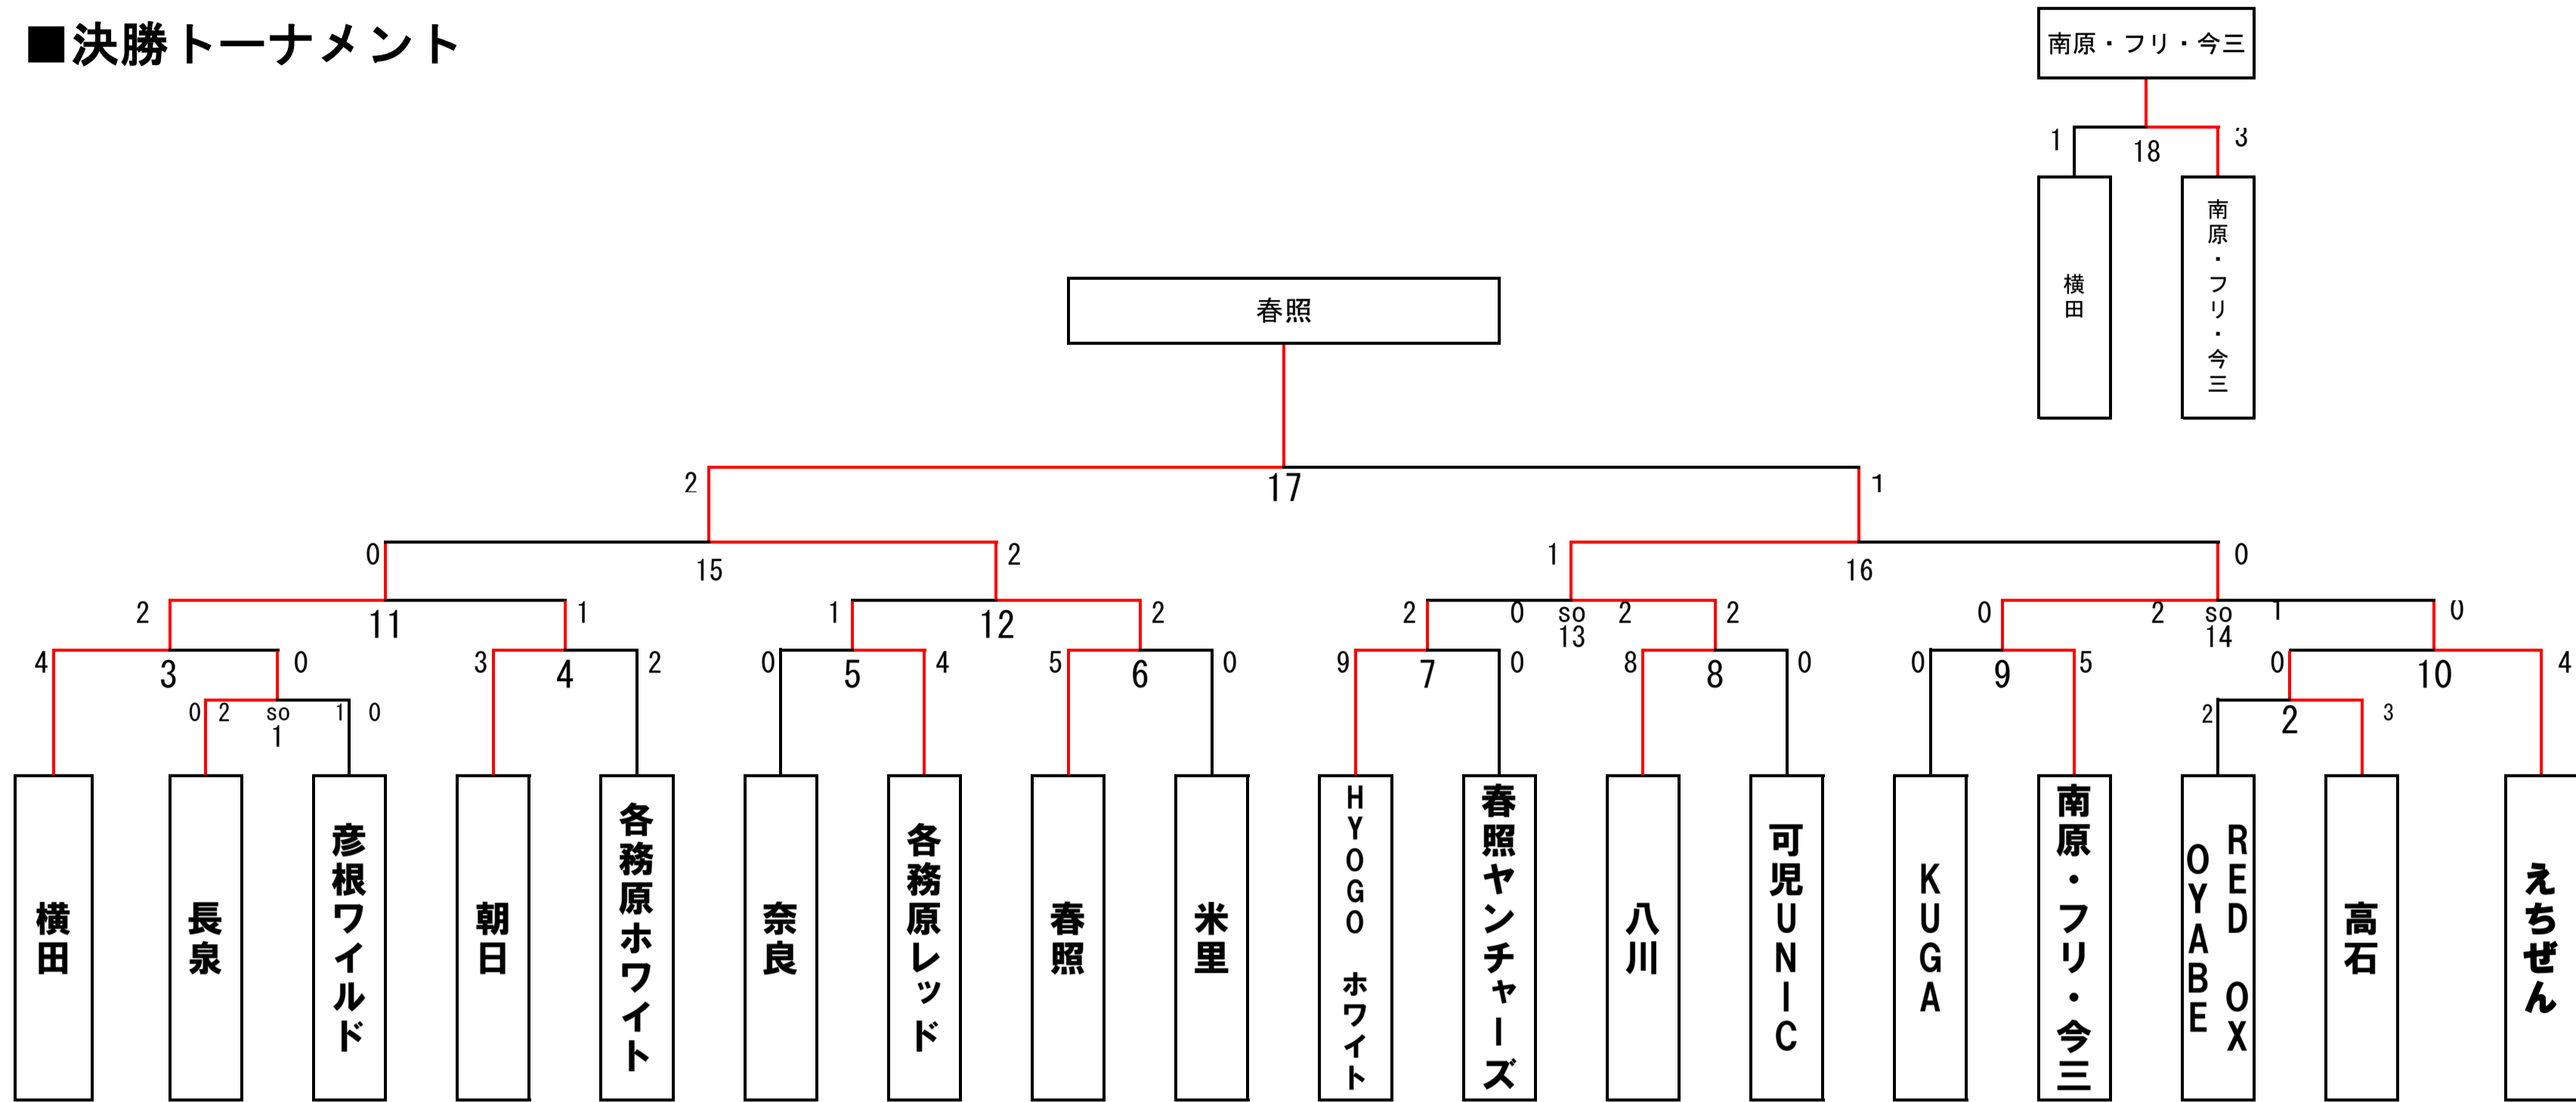 ■決勝トーナメント
南原・フリ・今三
1 18 3
横田
南原・フリ・今三
春照
2 17 1
0 15 2 1 16 0
2 11 1 1 12 2 2 0 so 2 2 0 2 so 1 0
13 14
4 3 0 3 4 2 0 5 4 5 6 0 9 7 0 8 8 0 0 9 5 0 10 4
0 2 so 1 0 2 2 3
1
横田
長泉
彦根ワイルド
朝日
各務原ホワイト
奈良
各務原レッド
春照
米里
HYOGO ホワイト
春照ヤンチャーズ
八川
可児UNIC
KUGA
南原・フリ・今三
RED OX
OYABE
高石
えちぜん